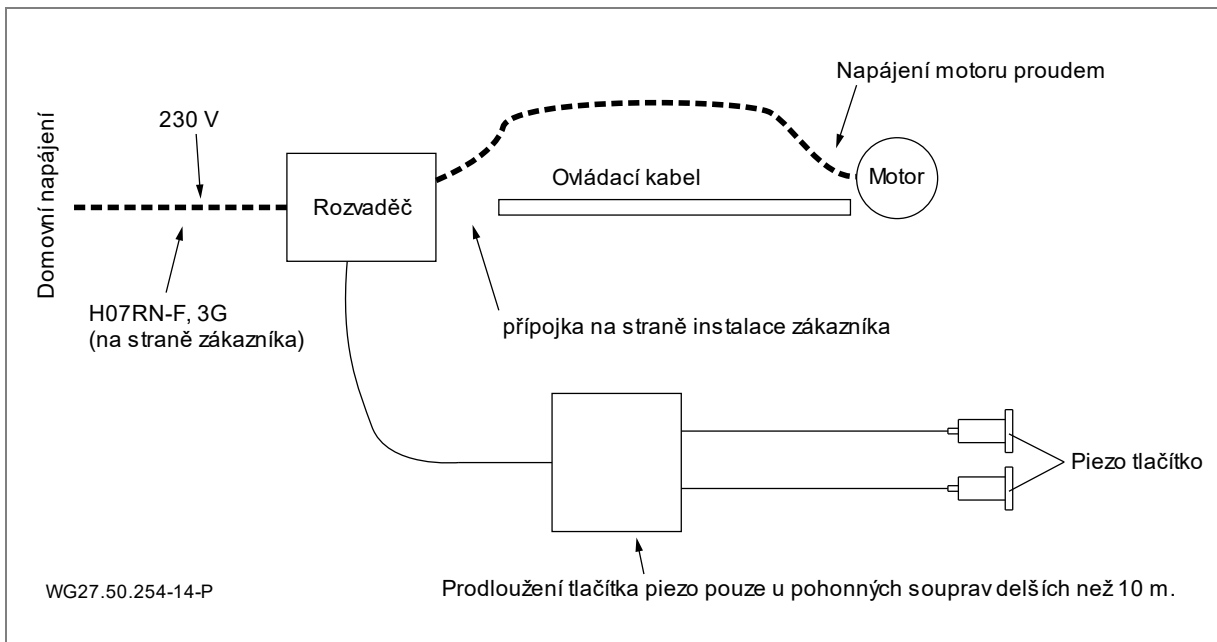 Napájení motoru proudem
230 V
Domovní napájení
Ovládací kabel
Motor
Rozvaděč
H07RN-F, 3G
(na straně zákazníka)
přípojka na straně instalace zákazníka
Piezo tlačítko
WG27.50.254-14-P
Prodloužení tlačítka piezo pouze u pohonných souprav delších než 10 m.